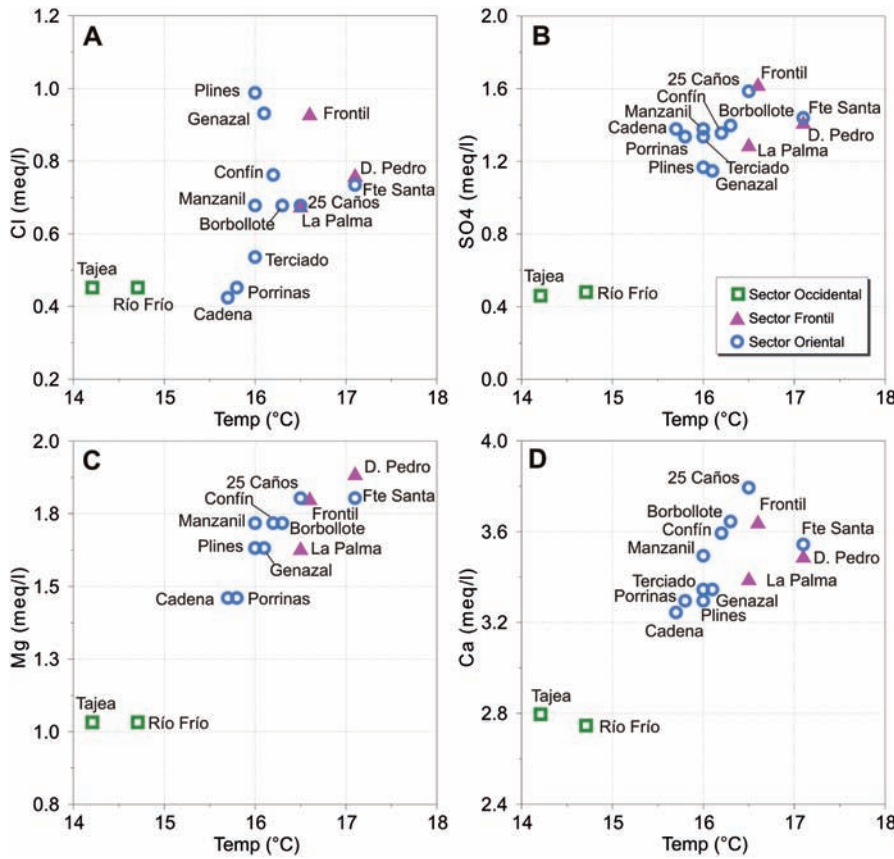 A
Cl (meq/l)
1.2
1.0
0.8
0.6
0.4
0.2
Plines
Genazal
Frontil
Confín
D. Pedro
Fte Santa
Manzanil
25 Caños
Borbollote
La Palma
Terciado
Tajea
Río Frío
Porrinas
Cadena
14
15
16
17
18
Temp (°C)
B
SO4 (meq/l)
2.0
1.6
1.2
0.8
0.4
0.0
25 Caños
Frontil
Confín
Manzanil
Borbollote
Fte Santa
Cadena
D. Pedro
Porrinas
La Palma
Plines
Terciado
Genazal
Tajea
Río Frío
Sector Occidental
Sector Frontil
Sector Oriental
14
15
16
17
18
Temp (°C)
C
Mg (meq/l)
2.0
1.8
1.5
1.3
1.0
0.8
D. Pedro
25 Caños
Confín
Frontil
Fte Santa
Manzanil
Borbollote
Plines
La Palma
Genazal
Cadena
Porrinas
Tajea
Río Frío
14
15
16
17
18
Temp (°C)
D
Ca (meq/l)
4.0
3.6
3.2
2.8
2.4
25 Caños
Frontil
Borbollote
Confín
Fte Santa
Manzanil
D. Pedro
La Palma
Terciado
Porrinas
Genazal
Plines
Cadena
Tajea
Río Frío
14
15
16
17
18
Temp (°C)